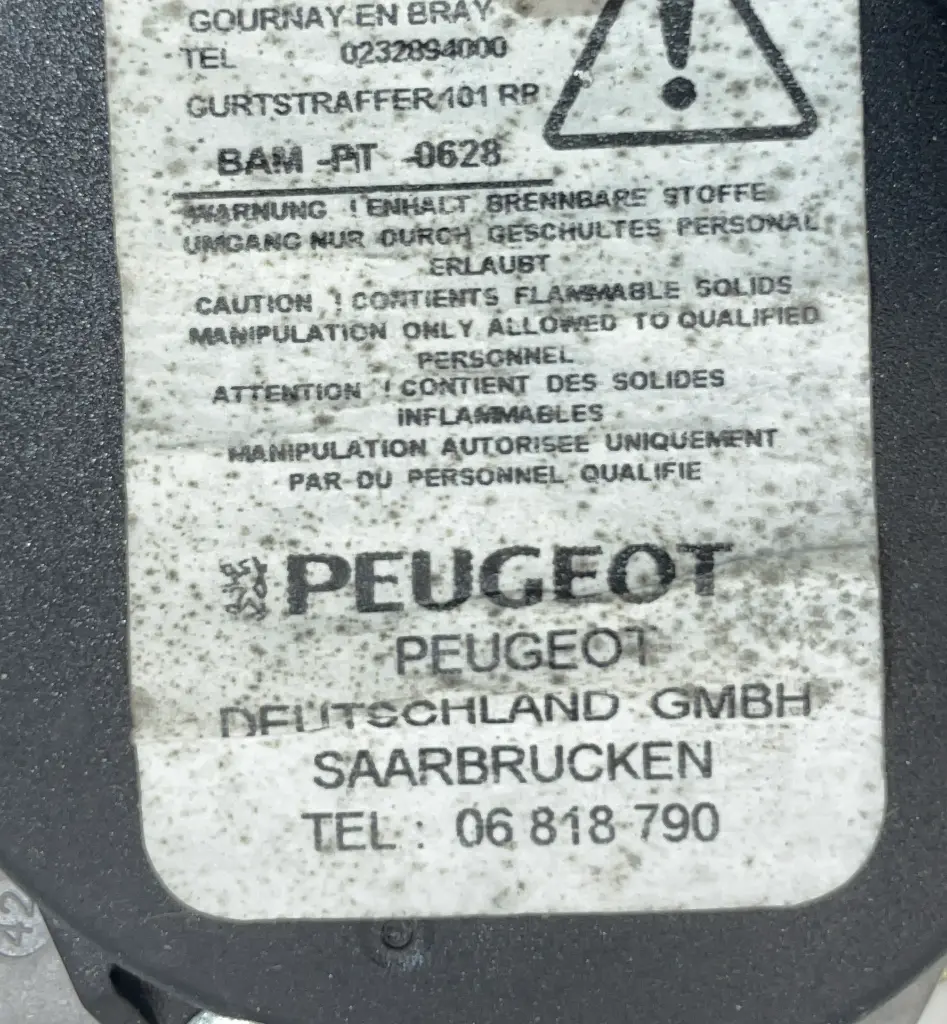 GOURNAY EN BRAY
TEL 0232894000
GURTSTRAFFER 101 RP
BAM -PT -0628
WARNUNG ! ENHALT BRENNBARE STOFFE
UMGANG NUR DURCH GESCHULTES PERSONAL
ERLAUBT
CAUTION ! CONTIENTS FLAMMABLE SOLIDS
MANIPULATION ONLY ALLOWED TO QUALIFIED
PERSONNEL
ATTENTION ! CONTIENT DES SOLIDES
INFLAMMABLES
MANIPULATION AUTORISEE UNIQUEMENT
PAR DU PERSONNEL QUALIFIE
PEUGEOT
PEUGEOT
DEUTSCHLAND GMBH
SAARBRUCKEN
TEL : 06 818 790
42